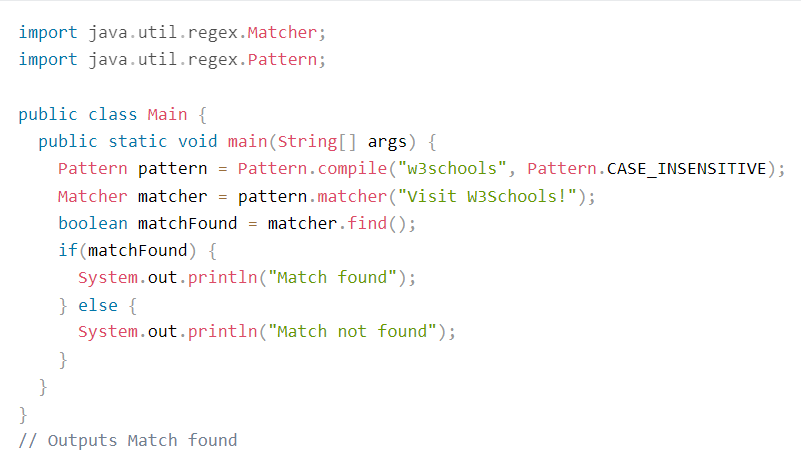 import java.util.regex.Matcher;
import java.util.regex.Pattern;

public class Main {
  public static void main(String[] args) {
    Pattern pattern = Pattern.compile("w3schools", Pattern.CASE_INSENSITIVE);
    Matcher matcher = pattern.matcher("Visit W3Schools!");
    boolean matchFound = matcher.find();
    if(matchFound) {
      System.out.println("Match found");
    } else {
      System.out.println("Match not found");
    }
  }
}
// Outputs Match found